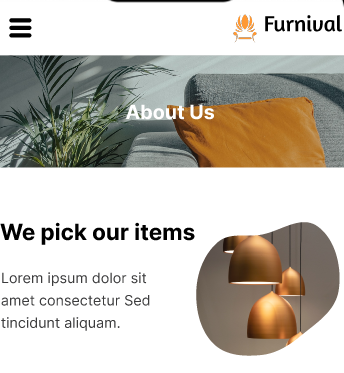 Furnival
About Us
We pick our items
Lorem ipsum dolor sit
amet consectetur Sed
tincidunt aliquam.